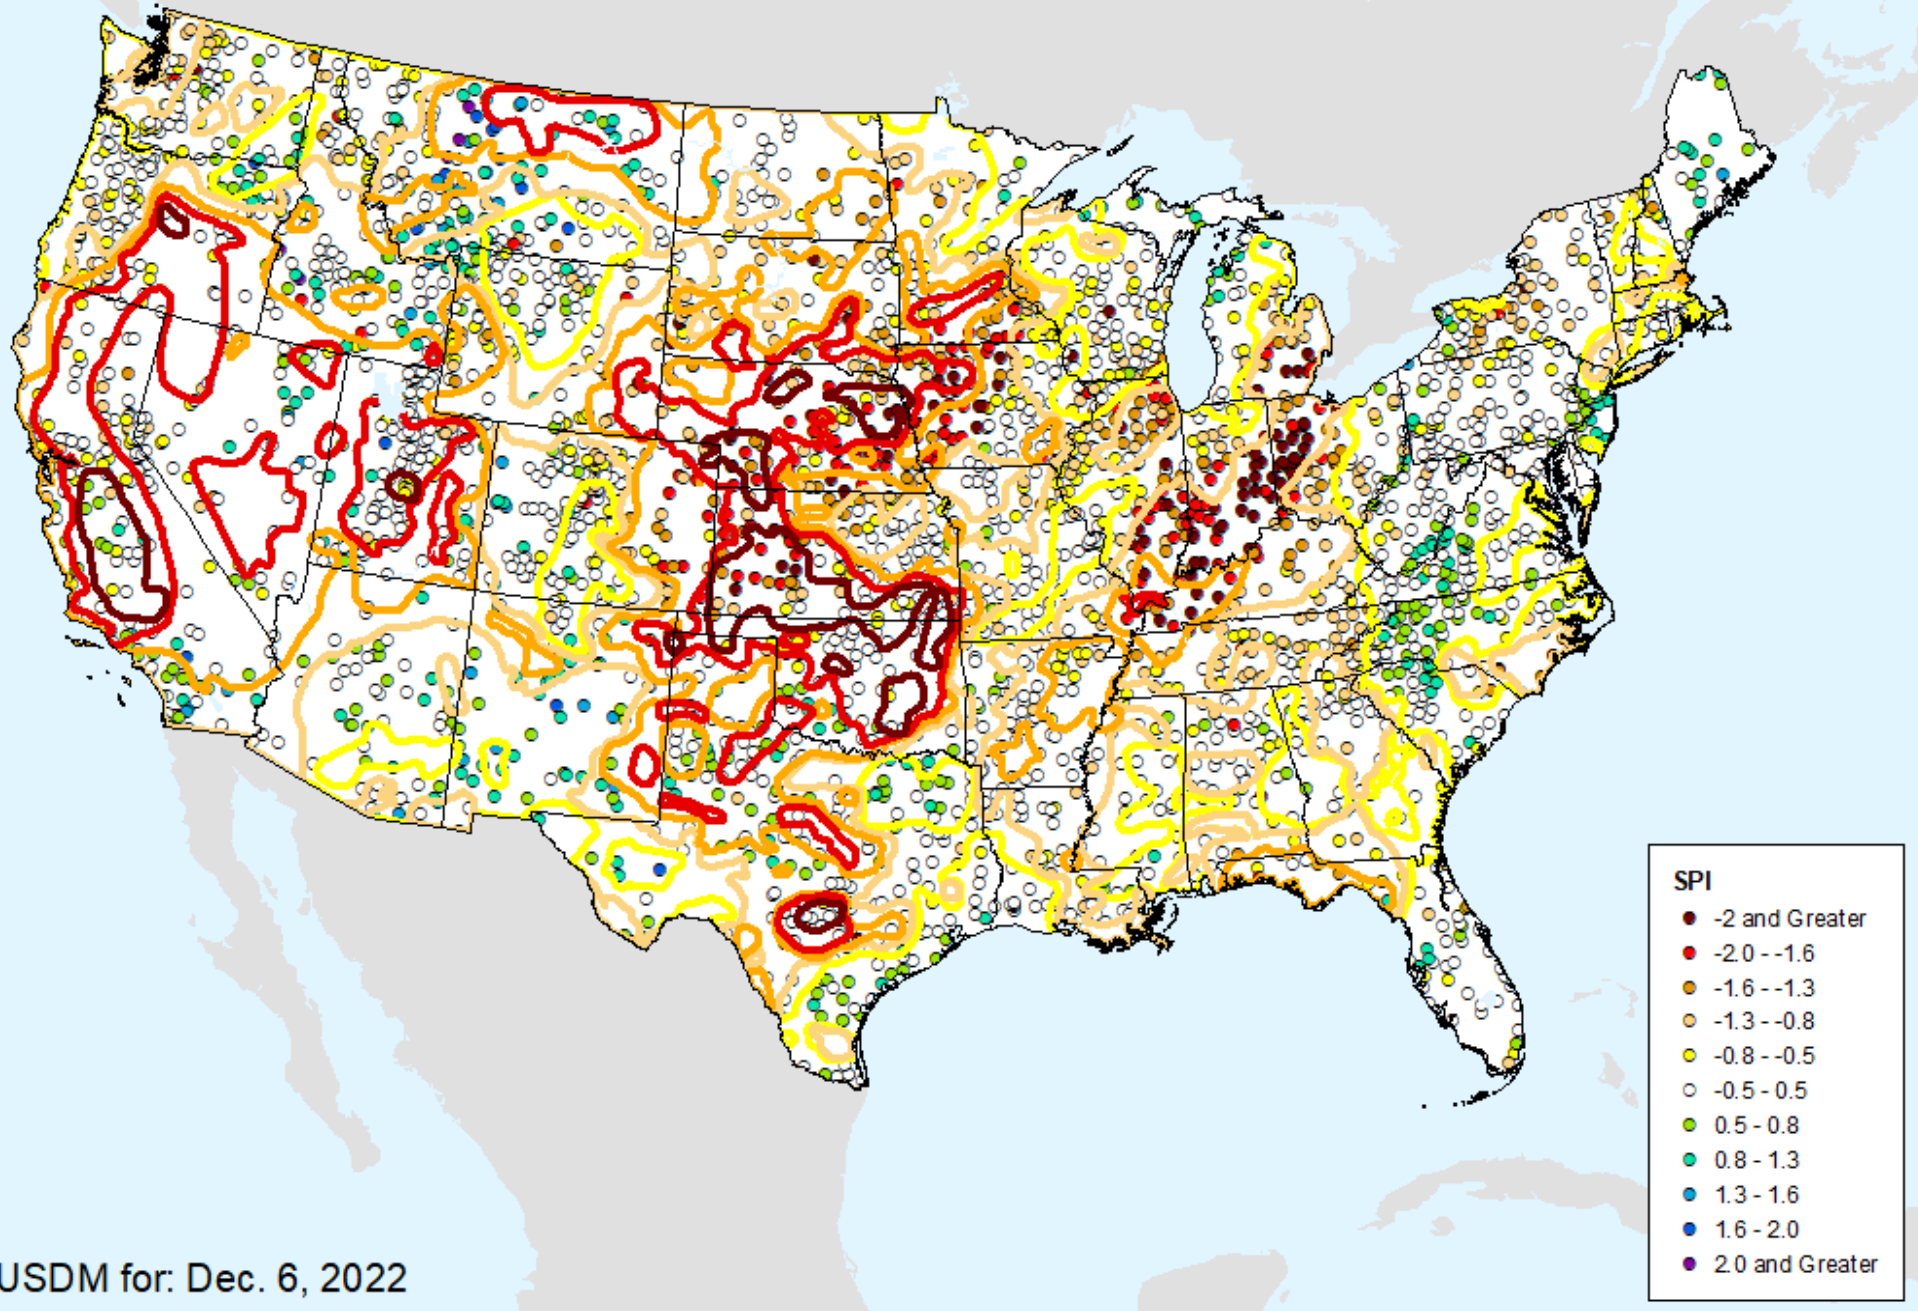 SPI
-2 and Greater
-2.0 - -1.6
-1.6 - -1.3
-1.3 - -0.8
-0.8 - -0.5
-0.5 - 0.5
0.5 - 0.8
0.8 - 1.3
1.3 - 1.6
1.6 - 2.0
2.0 and Greater
USDM for: Dec. 6, 2022